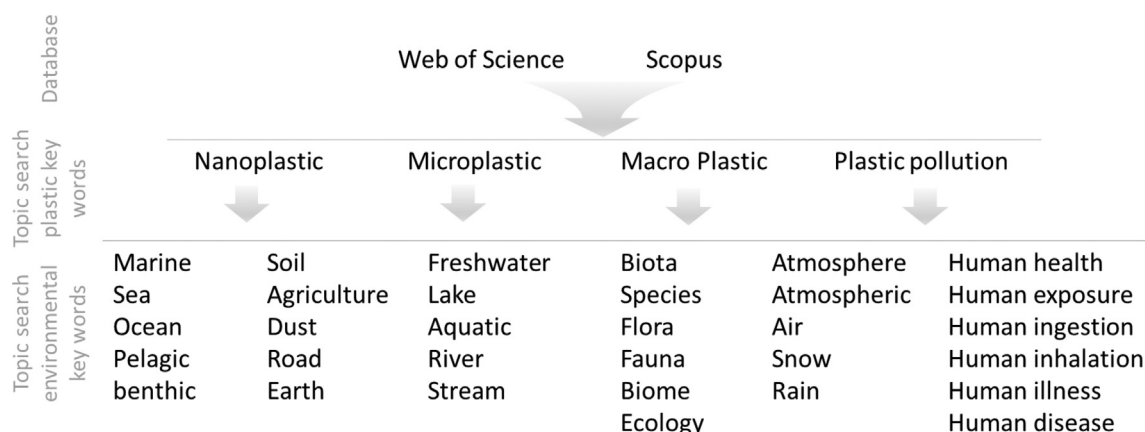 Database
Web of Science Scopus
Topic search
plastic key
words
Nanoplastic Microplastic Macro Plastic Plastic pollution
Topic search
environmental
key words
Marine Soil Freshwater Biota Atmosphere Human health
Sea Agriculture Lake Species Atmospheric Human exposure
Ocean Dust Aquatic Flora Air Human ingestion
Pelagic Road River Fauna Snow Human inhalation
benthic Earth Stream Biome Rain Human illness
Ecology Human disease